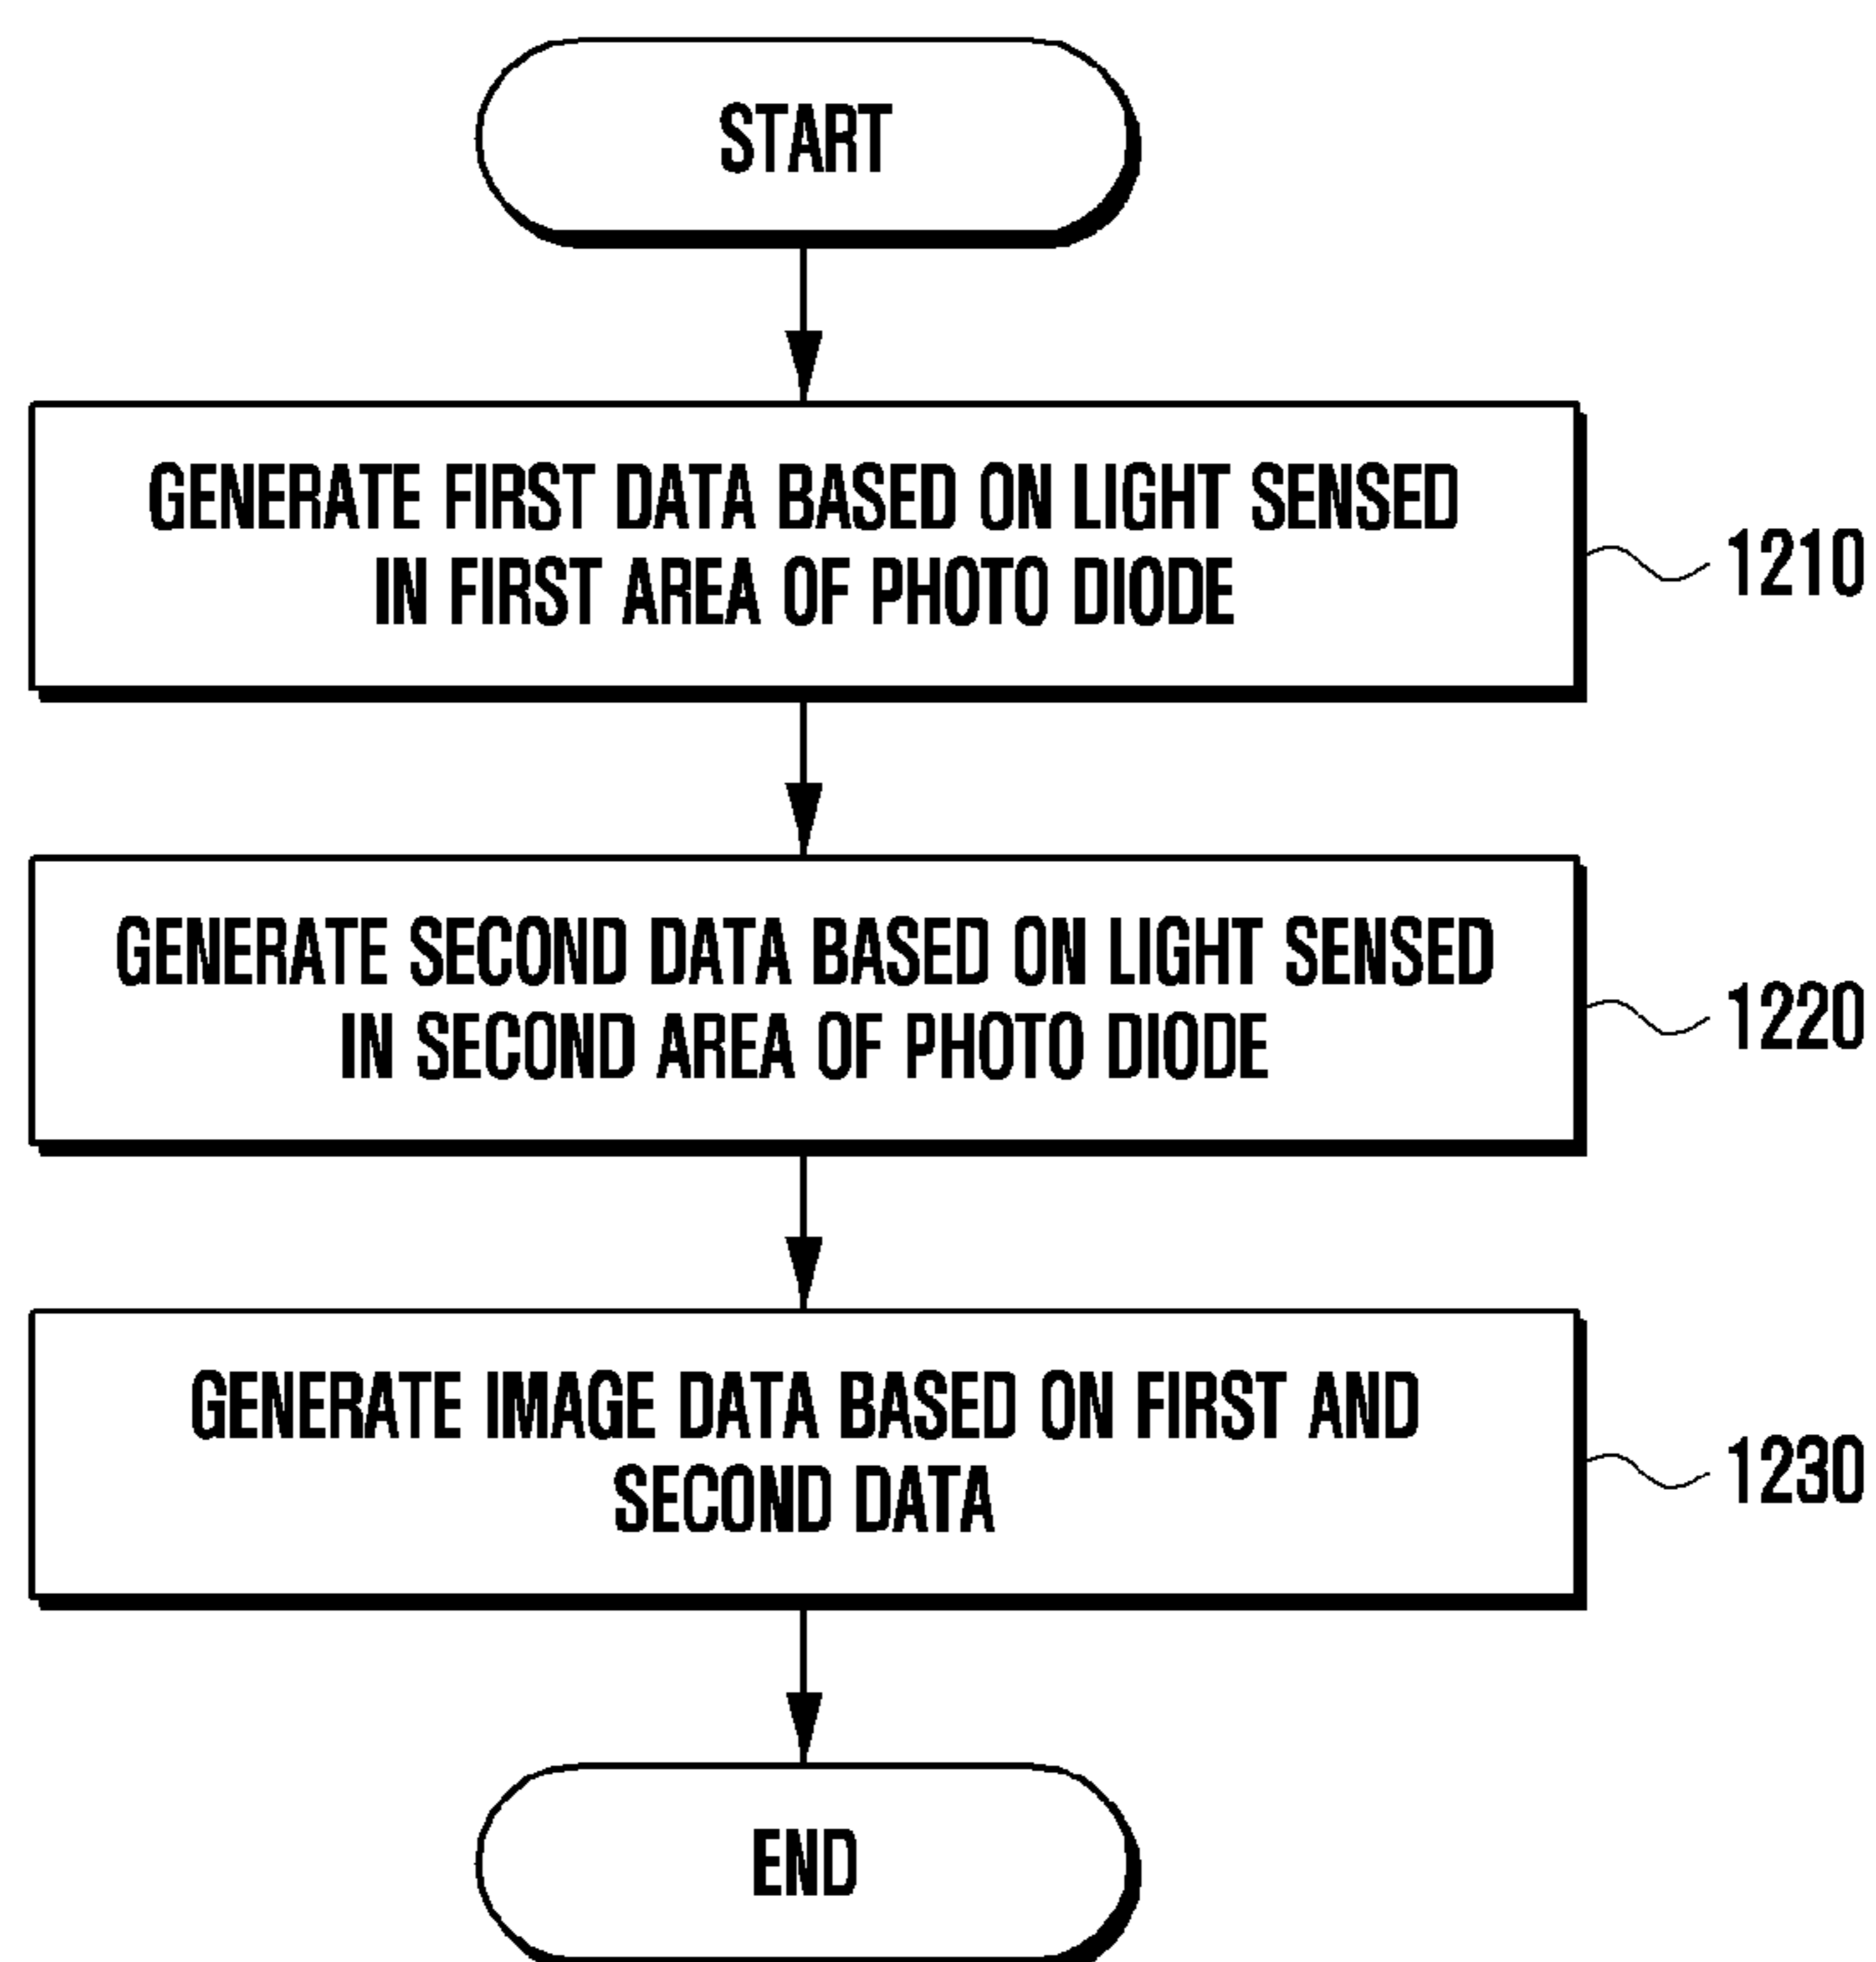 START
GENERATE FIRST DATA BASED ON LIGHT SENSED
IN FIRST AREA OF PHOTO DIODE
1210
GENERATE SECOND DATA BASED ON LIGHT SENSED
IN SECOND AREA OF PHOTO DIODE
1220
GENERATE IMAGE DATA BASED ON FIRST AND
SECOND DATA
1230
END